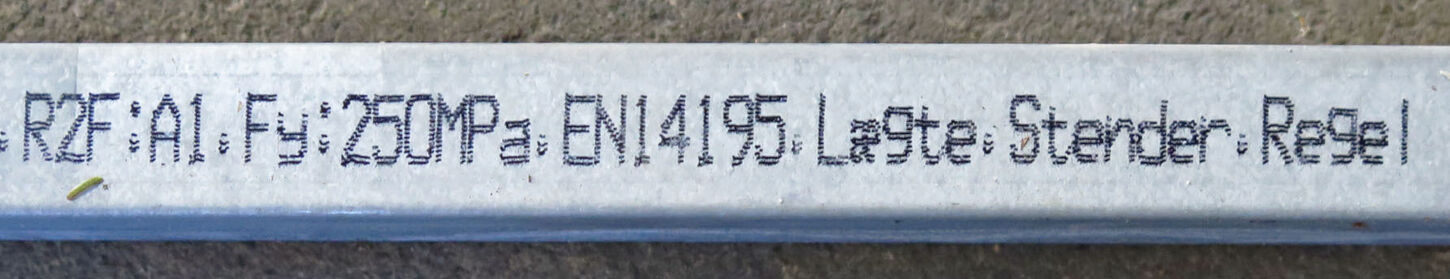 R2F:A1. Fy:250MPa. EN14195. Lægte: Stender. Regel